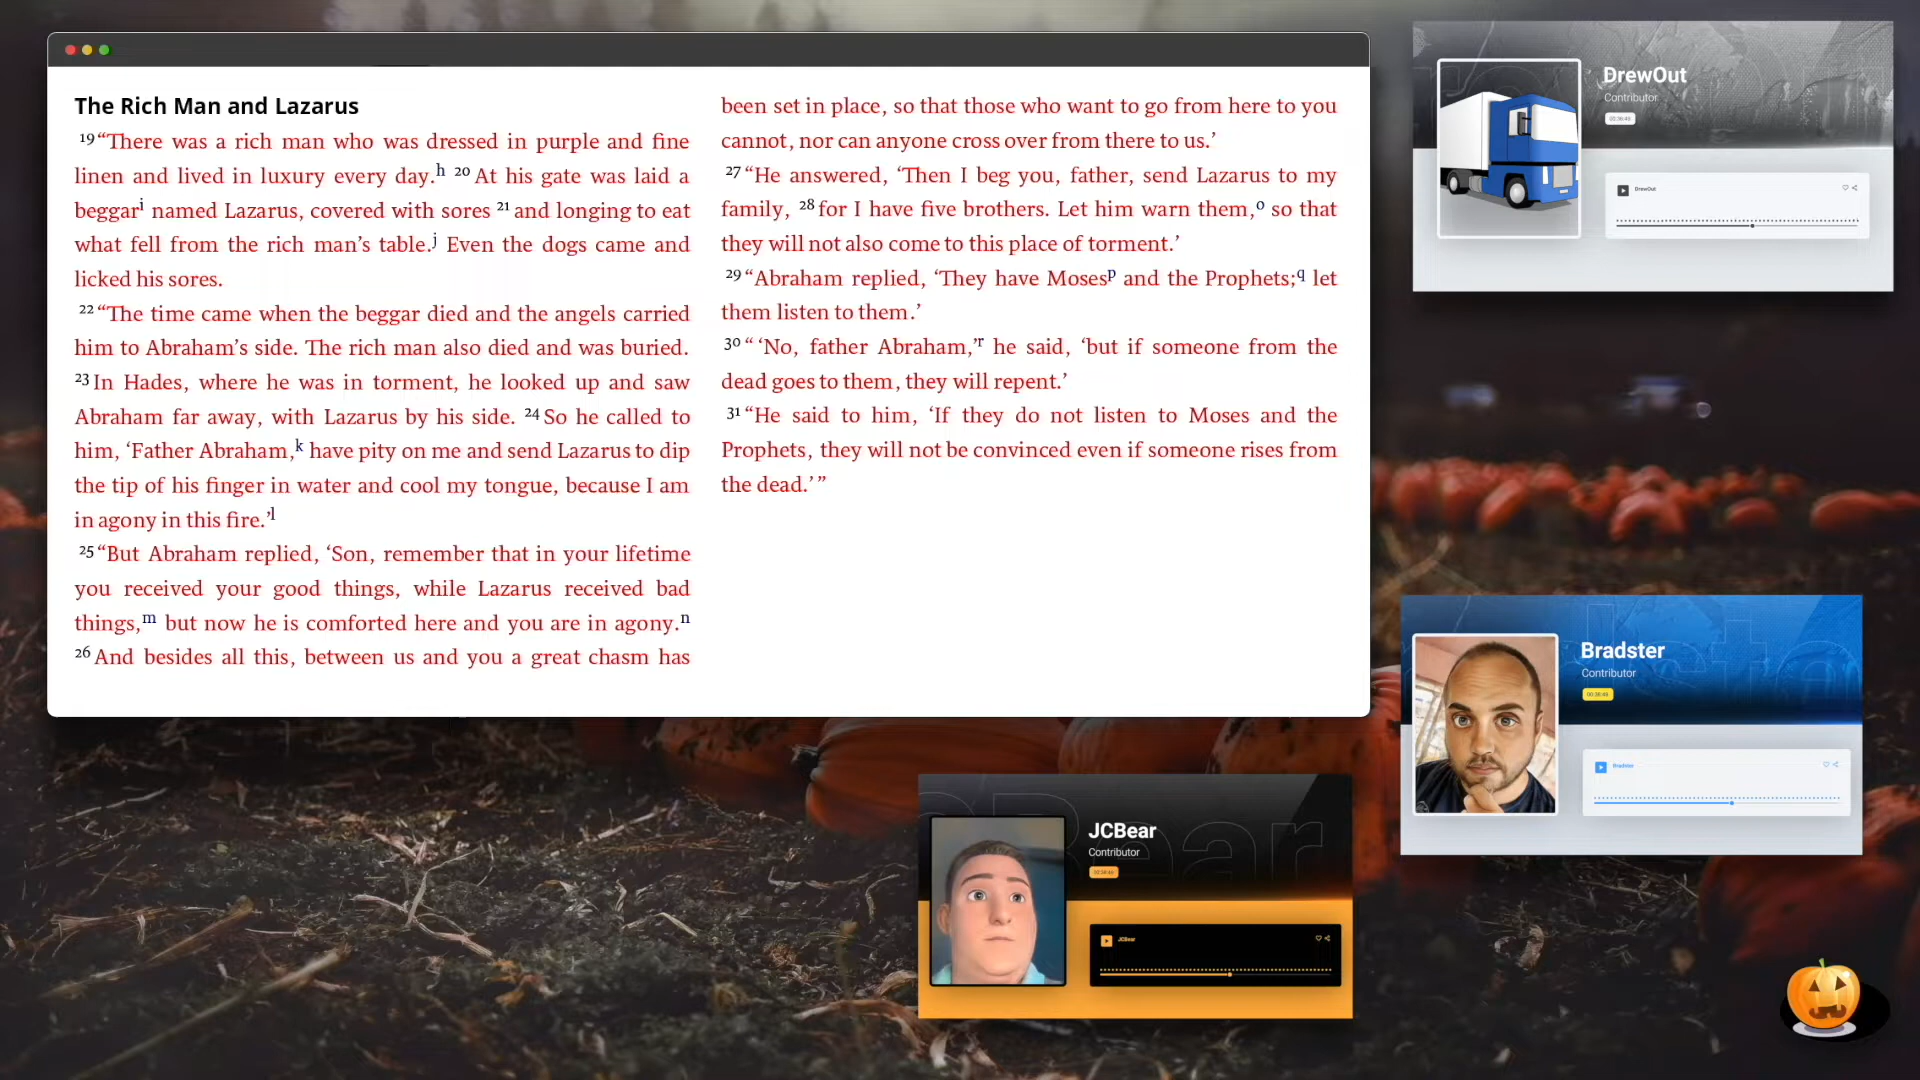 The Rich Man and Lazarus
19 “There was a rich man who was dressed in purple and fine
linen and lived in luxury every day.h 20 At his gate was laid a
beggari named Lazarus, covered with sores 21 and longing to eat
what fell from the rich man’s table.j Even the dogs came and
licked his sores.
22 “The time came when the beggar died and the angels carried
him to Abraham’s side. The rich man also died and was buried.
23 In Hades, where he was in torment, he looked up and saw
Abraham far away, with Lazarus by his side. 24 So he called to
him, ‘Father Abraham,k have pity on me and send Lazarus to dip
the tip of his finger in water and cool my tongue, because I am
in agony in this fire.’l
25 “But Abraham replied, ‘Son, remember that in your lifetime
you received your good things, while Lazarus received bad
things,m but now he is comforted here and you are in agony.n
26 And besides all this, between us and you a great chasm has
been set in place, so that those who want to go from here to you
cannot, nor can anyone cross over from there to us.’
27 “He answered, ‘Then I beg you, father, send Lazarus to my
family, 28 for I have five brothers. Let him warn them,o so that
they will not also come to this place of torment.’
29 “Abraham replied, ‘They have Mosesp and the Prophets;q let
them listen to them.’
30 “ ‘No, father Abraham,’r he said, ‘but if someone from the
dead goes to them, they will repent.’
31 “He said to him, ‘If they do not listen to Moses and the
Prophets, they will not be convinced even if someone rises from
the dead.’ ”
DrewOut
Contributor
DrewOut
Bradster
Contributor
Bradster
JCBear
Contributor
JCBear